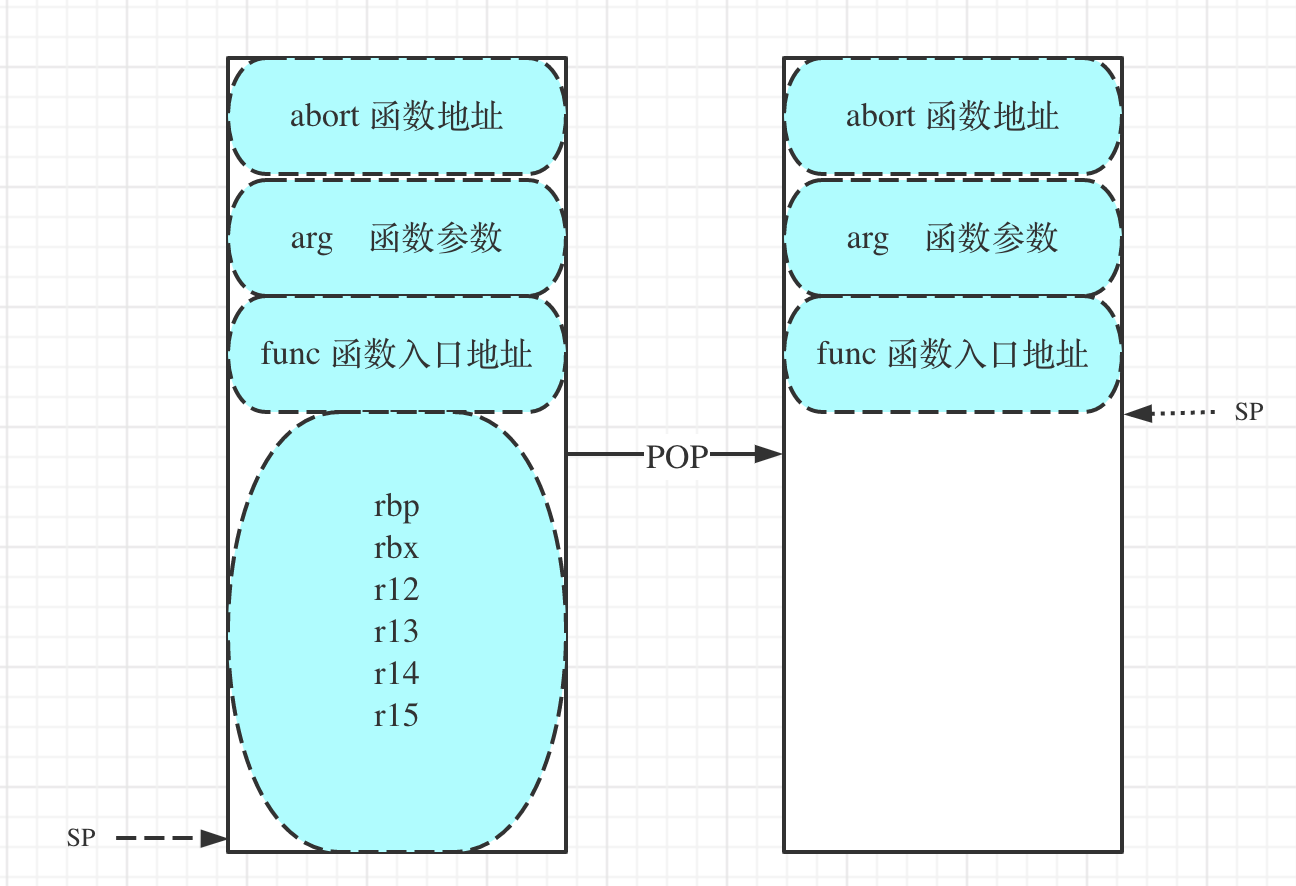 abort 函数地址
arg 函数参数
func 函数入口地址
rbp
rbx
r12
r13
r14
r15
SP
POP
abort 函数地址
arg 函数参数
func 函数入口地址
SP